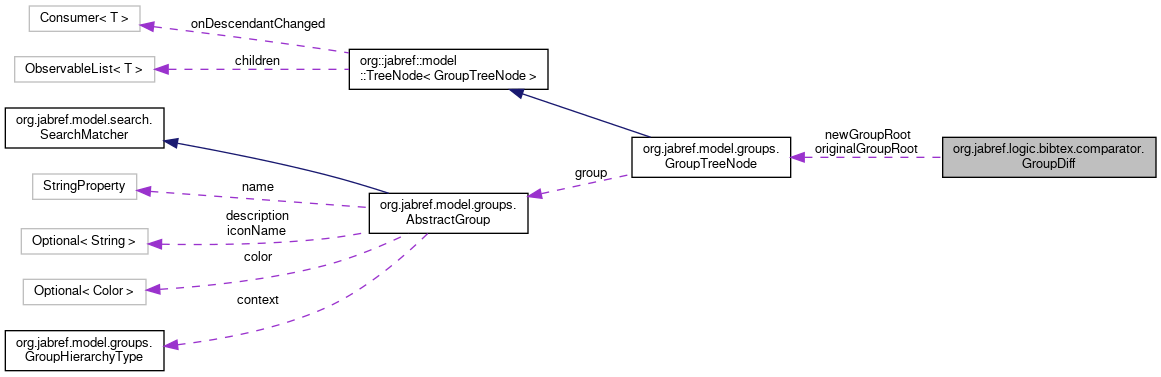 Consumer< T >
onDescendantChanged
org::jabref::model
::TreeNode< GroupTreeNode >
ObservableList< T >
children
org.jabref.model.search.
SearchMatcher
newGroupRoot
originalGroupRoot
org.jabref.model.groups.
GroupTreeNode
org.jabref.logic.bibtex.comparator.
GroupDiff
group
StringProperty
name
org.jabref.model.groups.
AbstractGroup
description
iconName
Optional< String >
color
Optional< Color >
context
org.jabref.model.groups.
GroupHierarchyType